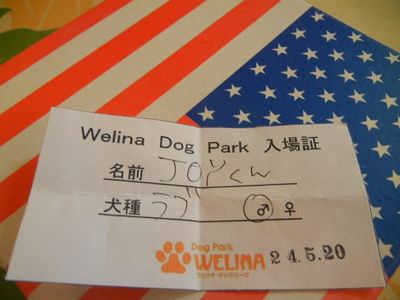 Welina Dog Park 入場証
名前 JOYくん
犬種 ラブ ♂ ♀
Dog Park
WELINA 24.5.20
ウェリナ・ドッグパーク